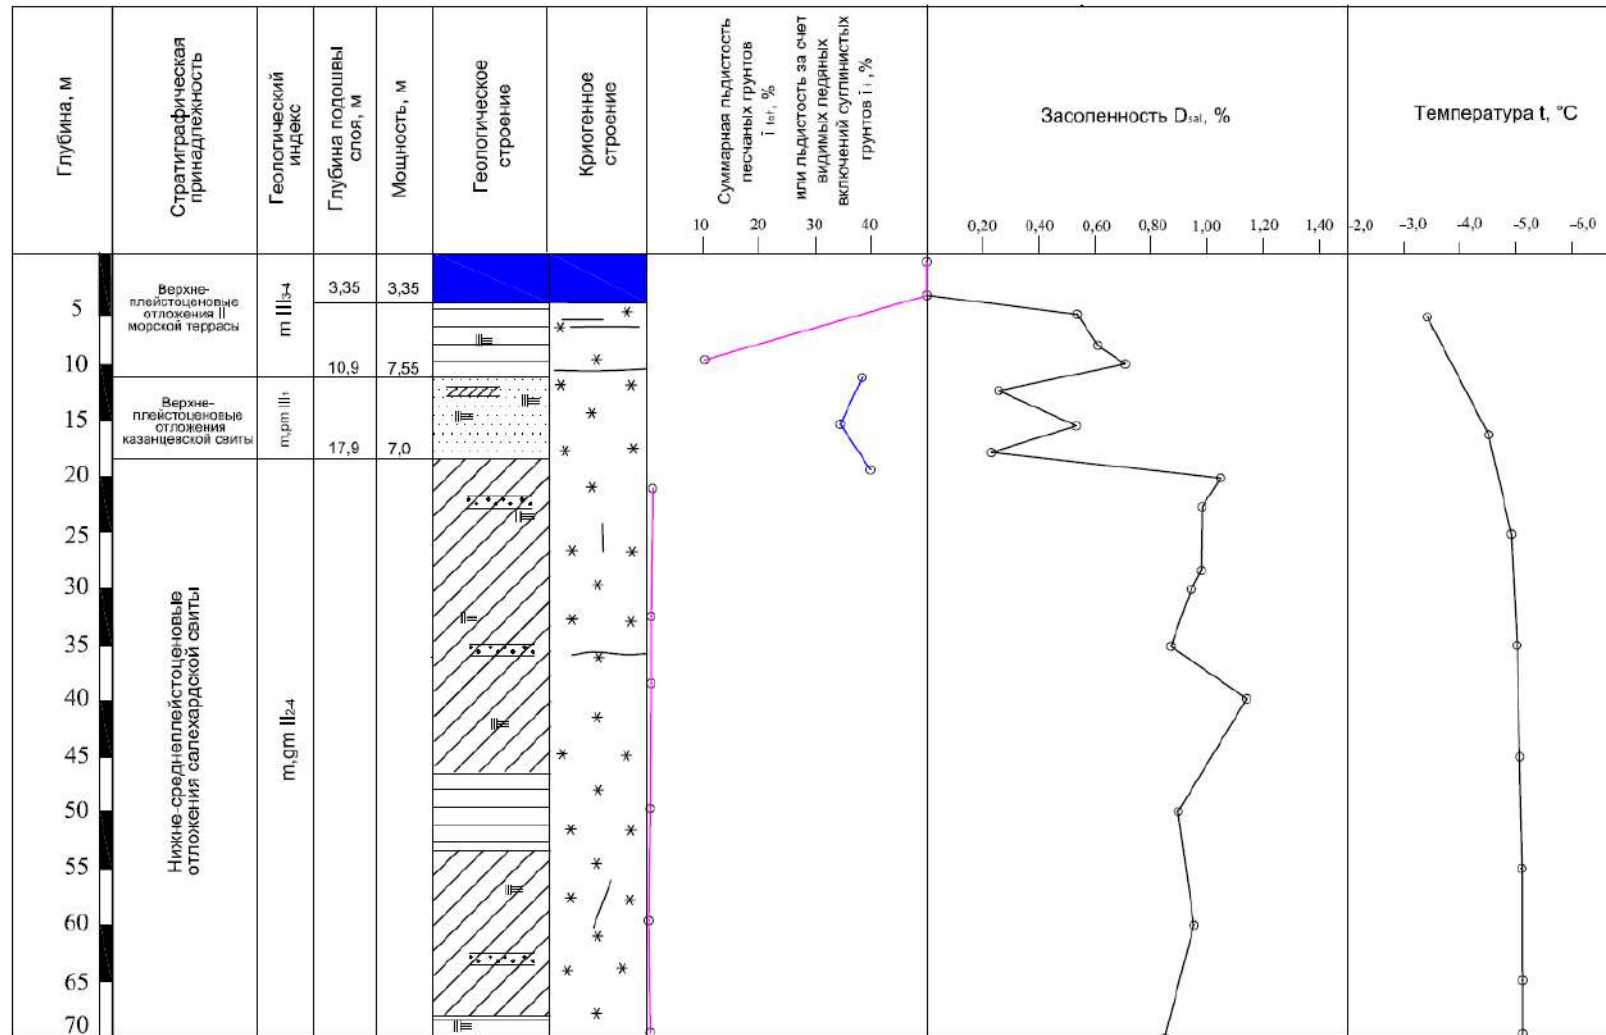 Глубина, м
Стратиграфическая
принадлежность
Геологический
индекс
Глубина подошвы
слоя, м
Мощность, м
Геологическое
строение
Криогенное
строение
Суммарная льдистость
песчаных грунтов
i tot, %
или льдистость за счет
видимых ледяных
включений суглинистых
грунтов i i, %
Засоленность Dsal, %
Температура t, °C
10 20 30 40
0,20 0,40 0,60 0,80 1,00 1,20 1,40
-2,0 -3,0 -4,0 -5,0 -6,0
Верхне-
плейстоценовые
отложения II
морской террасы
m III3-4
3,35 3,35
10,9 7,55
Верхне-
плейстоценовые
отложения
казанцевской свиты
m,pm III1
17,9 7,0
Нижне-среднеплейстоценовые
отложения салехардской свиты
m,gm II2-4
5
10
15
20
25
30
35
40
45
50
55
60
65
70